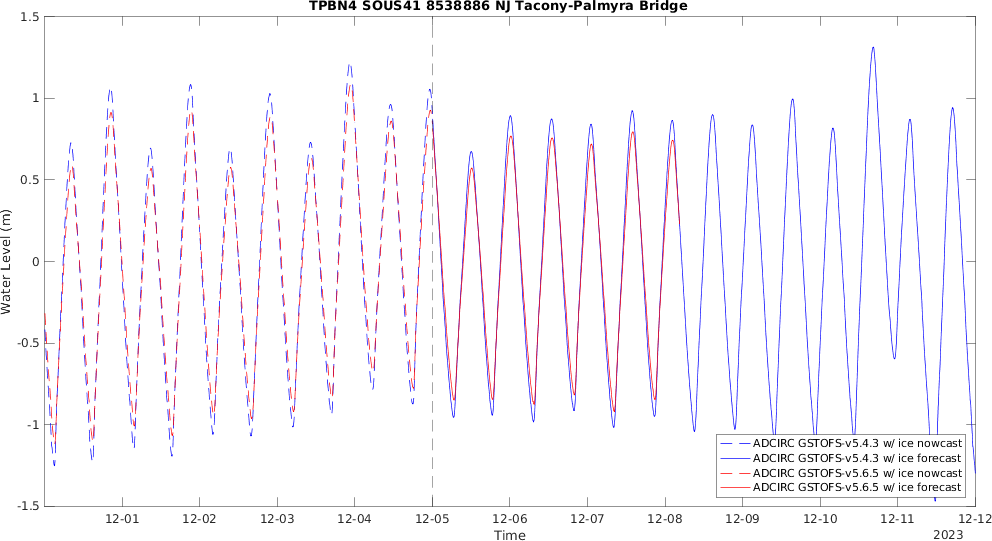 TPBN4 SOUS41 8538886 NJ Tacony-Palmyra Bridge
1.5
1
0.5
0
-0.5
-1
-1.5
Water Level (m)
12-01 12-02 12-03 12-04 12-05 12-06 12-07 12-08 12-09 12-10 12-11 12-12
Time
2023
ADCIRC GSTOFS-v5.4.3 w/ ice nowcast
ADCIRC GSTOFS-v5.4.3 w/ ice forecast
ADCIRC GSTOFS-v5.6.5 w/ ice nowcast
ADCIRC GSTOFS-v5.6.5 w/ ice forecast